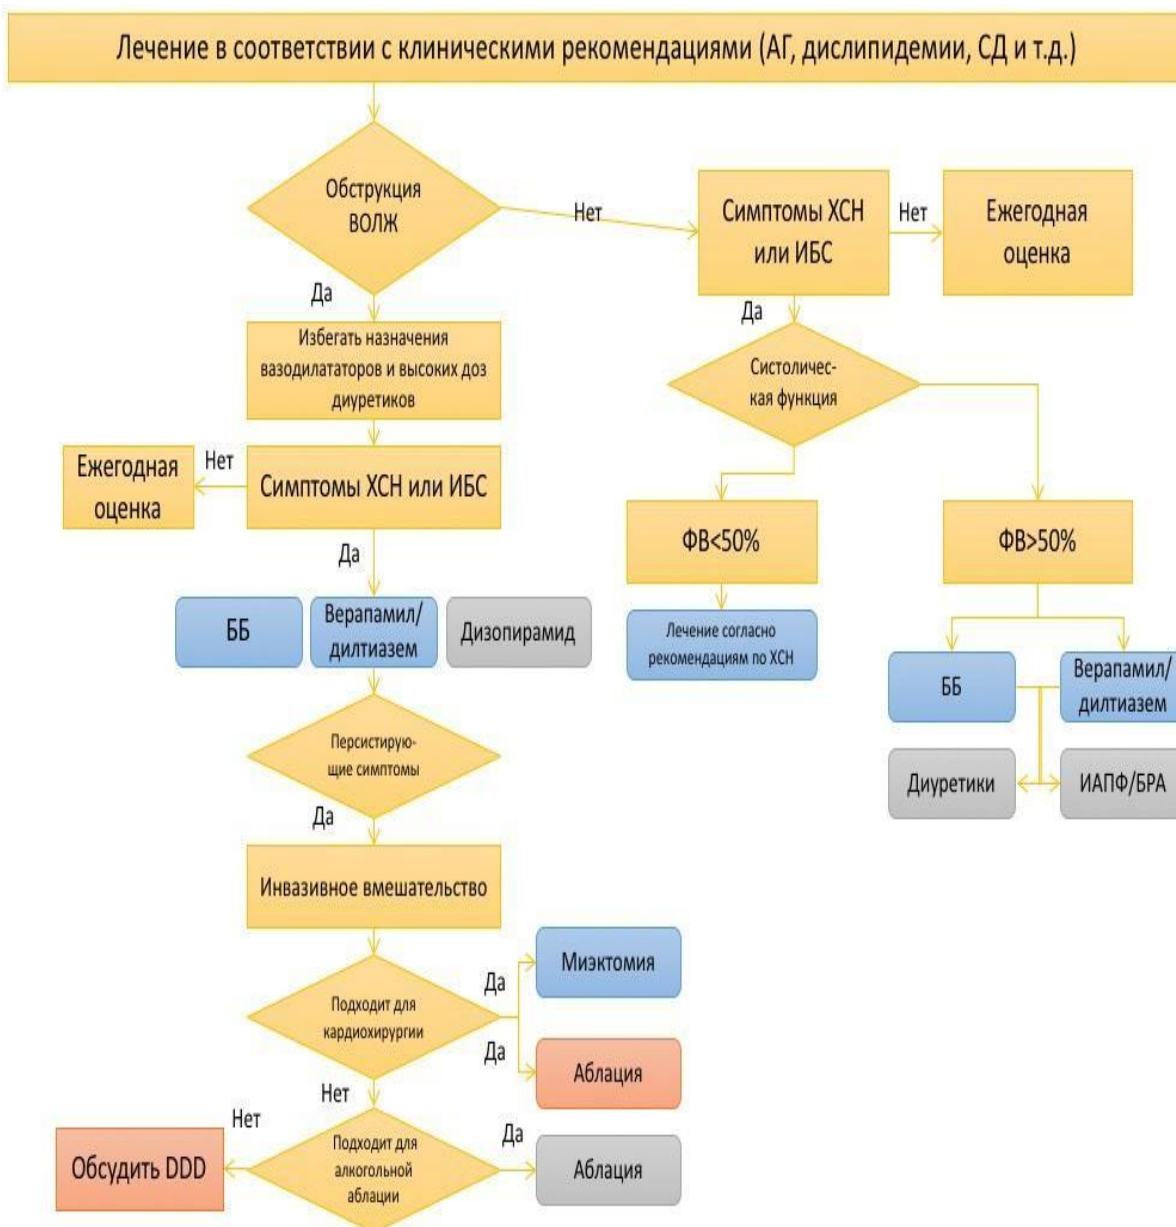 Лечение в соответствии с клиническими рекомендациями (АГ, дислипидемии, СД и т.д.)
Обструкция
ВОЛЖ
Нет
Симптомы ХСН
или ИБС
Нет
Ежегодная
оценка
Да
Избегать назначения
вазодилататоров и высоких доз
диуретиков
Да
Систоличес-
кая функция
Ежегодная
оценка
Нет
Симптомы ХСН или ИБС
ФВ<50%
ФВ>50%
Да
ББ
Верапамил/
дилтиазем
Дизопирамид
Лечение согласно
рекомендациям по ХСН
ББ
Верапамил/
дилтиазем
Персистирую-
щие симптомы
Диуретики
ИАПФ/БРА
Да
Инвазивное вмешательство
Подходит для
кардиохирургии
Да
Миэктомия
Да
Аблация
Нет
Подходит для
алкогольной
аблации
Нет
Обсудить DDD
Да
Аблация